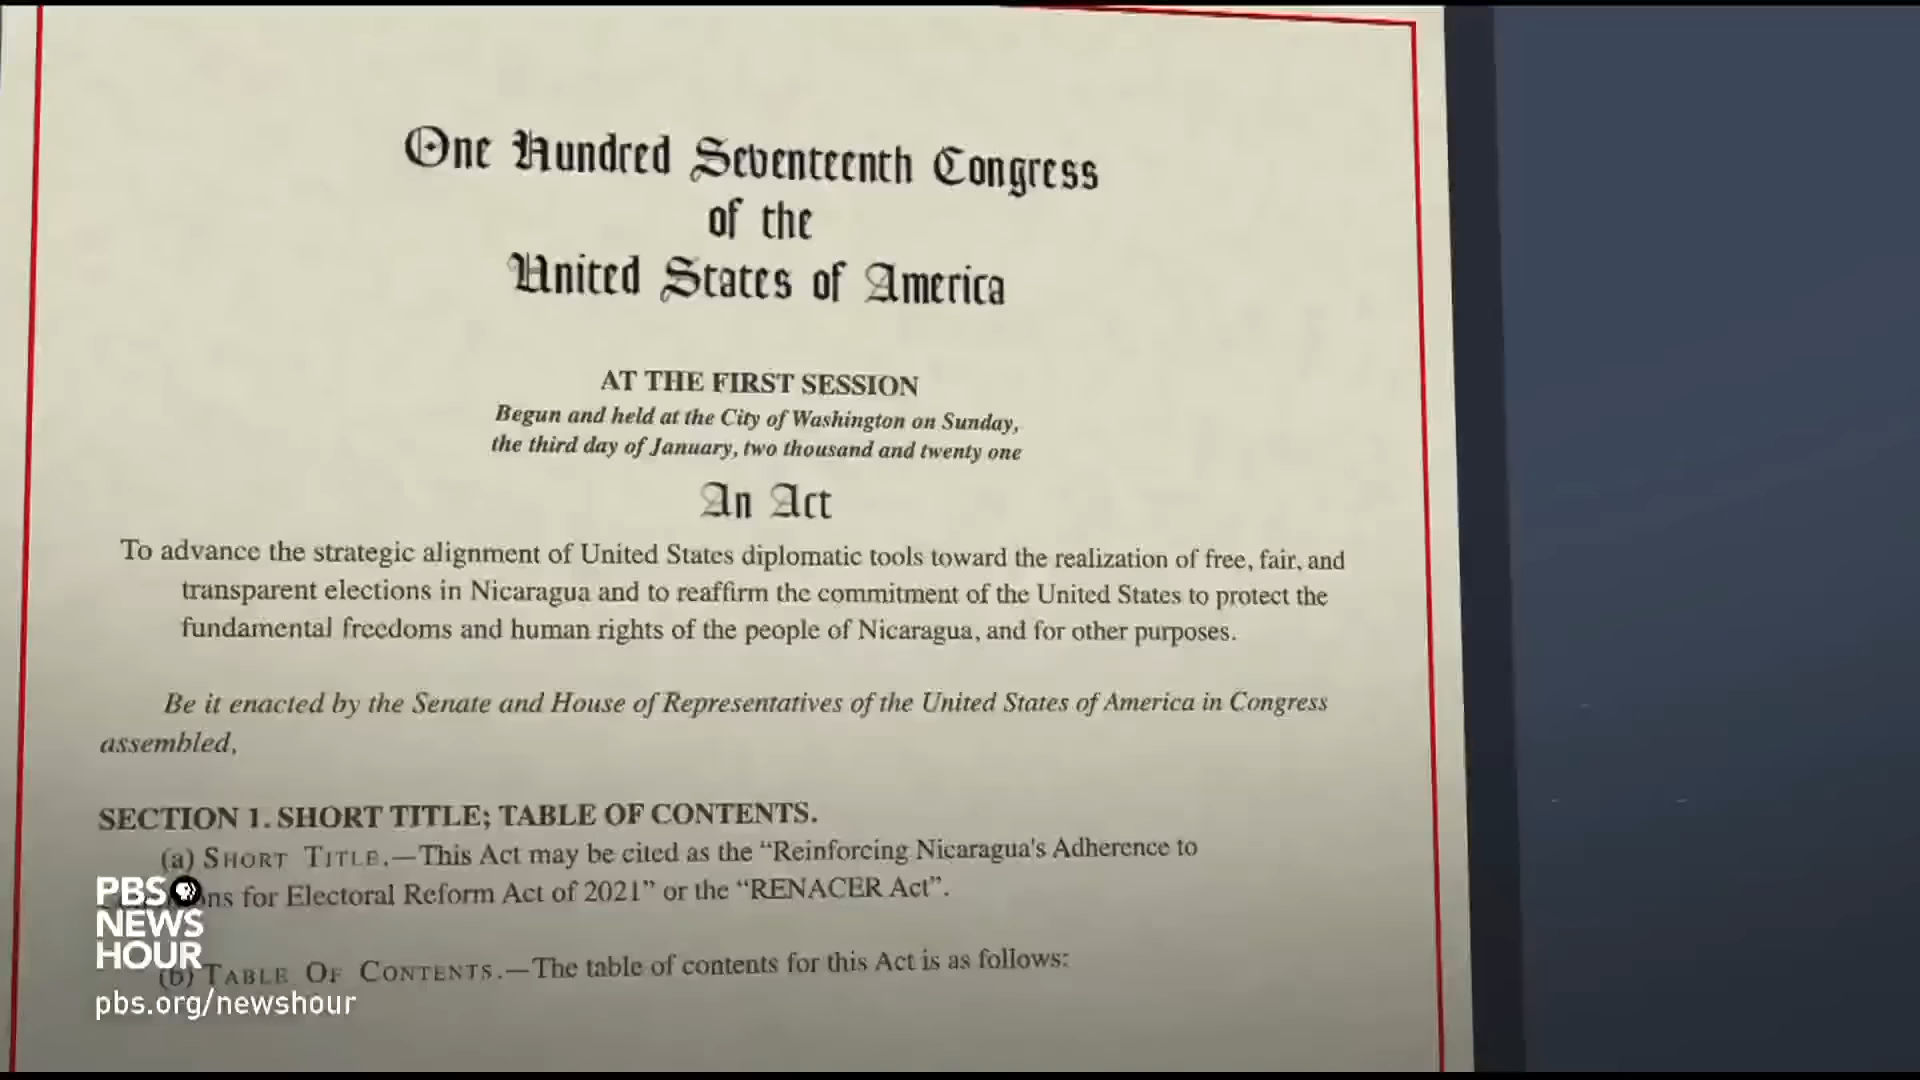 One Hundred Seventeenth Congress
of the
United States of America
AT THE FIRST SESSION
Begun and held at the City of Washington on Sunday,
the third day of January, two thousand and twenty one
An Act
To advance the strategic alignment of United States diplomatic tools toward the realization of free, fair, and
transparent elections in Nicaragua and to reaffirm the commitment of the United States to protect the
fundamental freedoms and human rights of the people of Nicaragua, and for other purposes.
Be it enacted by the Senate and House of Representatives of the United States of America in Congress
assembled,
SECTION 1. SHORT TITLE; TABLE OF CONTENTS.
(a) SHORT TITLE.—This Act may be cited as the “Reinforcing Nicaragua's Adherence to
for Electoral Reform Act of 2021” or the “RENACER Act”.
(b) TABLE OF CONTENTS.—The table of contents for this Act is as follows:
PBS
NEWS
HOUR
pbs.org/newshour